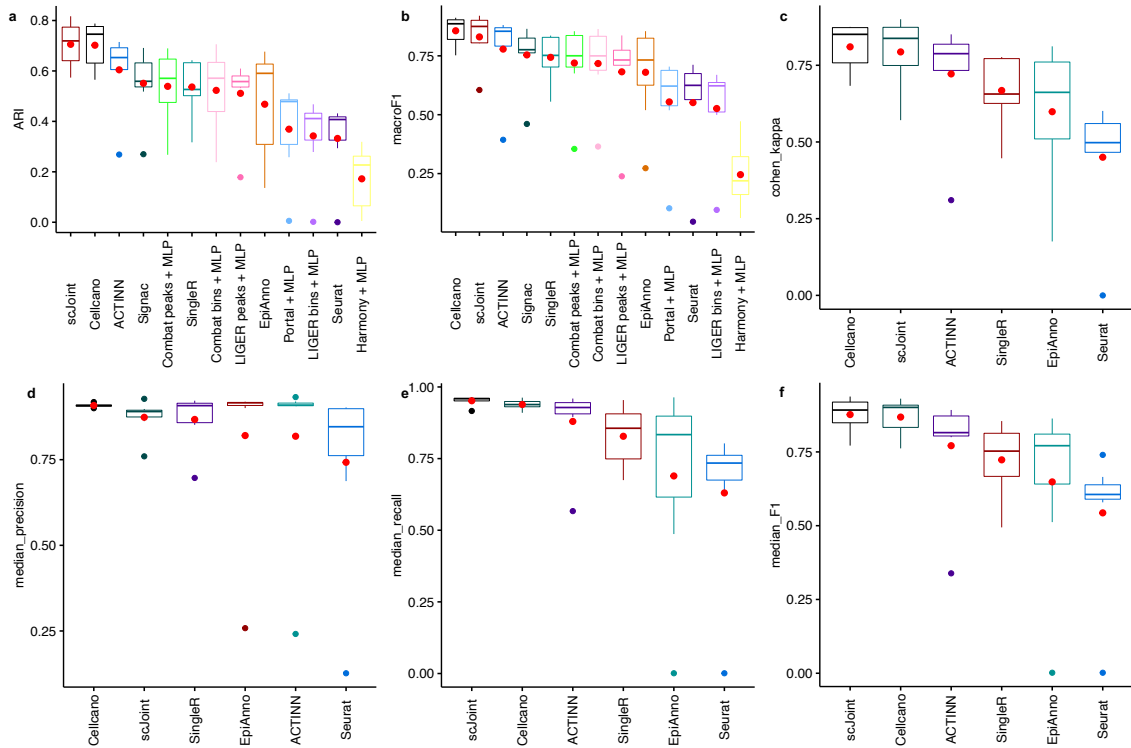 a
ARI
0.80
0.6
0.4
0.2
0.0
scJoint
Cellcano
ACTINN
Signac
Combat peaks + MLP
SingleR
Combat bins + MLP
LIGER peaks + MLP
EpiAnno
Portal + MLP
LIGER bins + MLP
Seurat
Harmony + MLP
b
macroF1
0.75
0.50
0.25
Cellcano
scJoint
ACTINN
Signac
SingleR
Combat peaks + MLP
Combat bins + MLP
LIGER peaks + MLP
EpiAnno
Portal + MLP
Seurat
LIGER bins + MLP
Harmony + MLP
c
cohen_kappa
0.75
0.50
0.25
0.00
Cellcano
scJoint
ACTINN
SingleR
EpiAnno
Seurat
d
median_precision
0.75
0.50
0.25
Cellcano
scJoint
SingleR
EpiAnno
ACTINN
Seurat
e
median_recall
1.00
0.75
0.50
0.25
0.00
Cellcano
scJoint
ACTINN
SingleR
EpiAnno
Seurat
f
median_F1
1.00
0.75
0.50
0.25
0.00
scJoint
Cellcano
ACTINN
SingleR
EpiAnno
Seurat